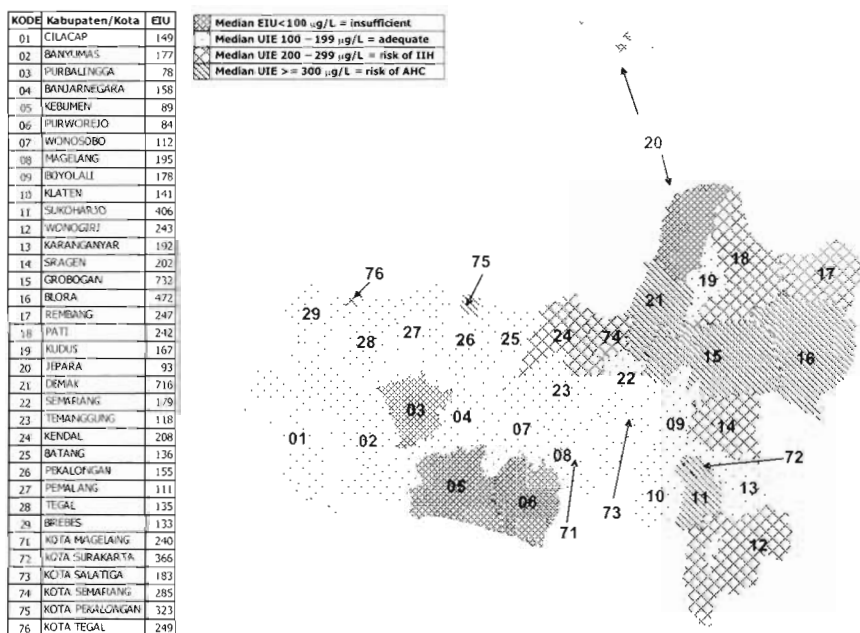 KODE Kabupaten/Kota EIU
01 CILACAP 149
02 BANYUMAS 177
03 PURBALINGGA 78
04 BANJARNEGARA 158
05 KEBUMEN 89
06 PURWOREJO 84
07 WONOSOBO 112
08 MAGELANG 195
09 BOYOLALI 178
10 KLATEN 141
11 SUKOHARJO 406
12 WONOGIRI 243
13 KARANGANYAR 192
14 SRAGEN 202
15 GROBOGAN 732
16 BLORA 472
17 REMBANG 247
18 PATI 242
19 KUDUS 167
20 JEPARA 93
21 DEMAK 716
22 SEMARANG 179
23 TEMANGGUNG 118
24 KENDAL 208
25 BATANG 136
26 PEKALONGAN 155
27 PEMALANG 111
28 TEGAL 135
29 BREBES 133
71 KOTA MAGELANG 240
72 KOTA SURAKARTA 366
73 KOTA SALATIGA 183
74 KOTA SEMARANG 285
75 KOTA PEKALONGAN 323
76 KOTA TEGAL 249
Median EIU<100 µg/L = insufficient
Median UIE 100 – 199 µg/L = adequate
Median UIE 200 – 299 µg/L = risk of IIH
Median UIE >= 300 µg/L = risk of AHC
20
18
17
19
76
75
21
29
28
27
26
25
24
74
15
16
22
23
03
04
09
14
01
02
07
08
72
05
06
10
11
13
71
73
12